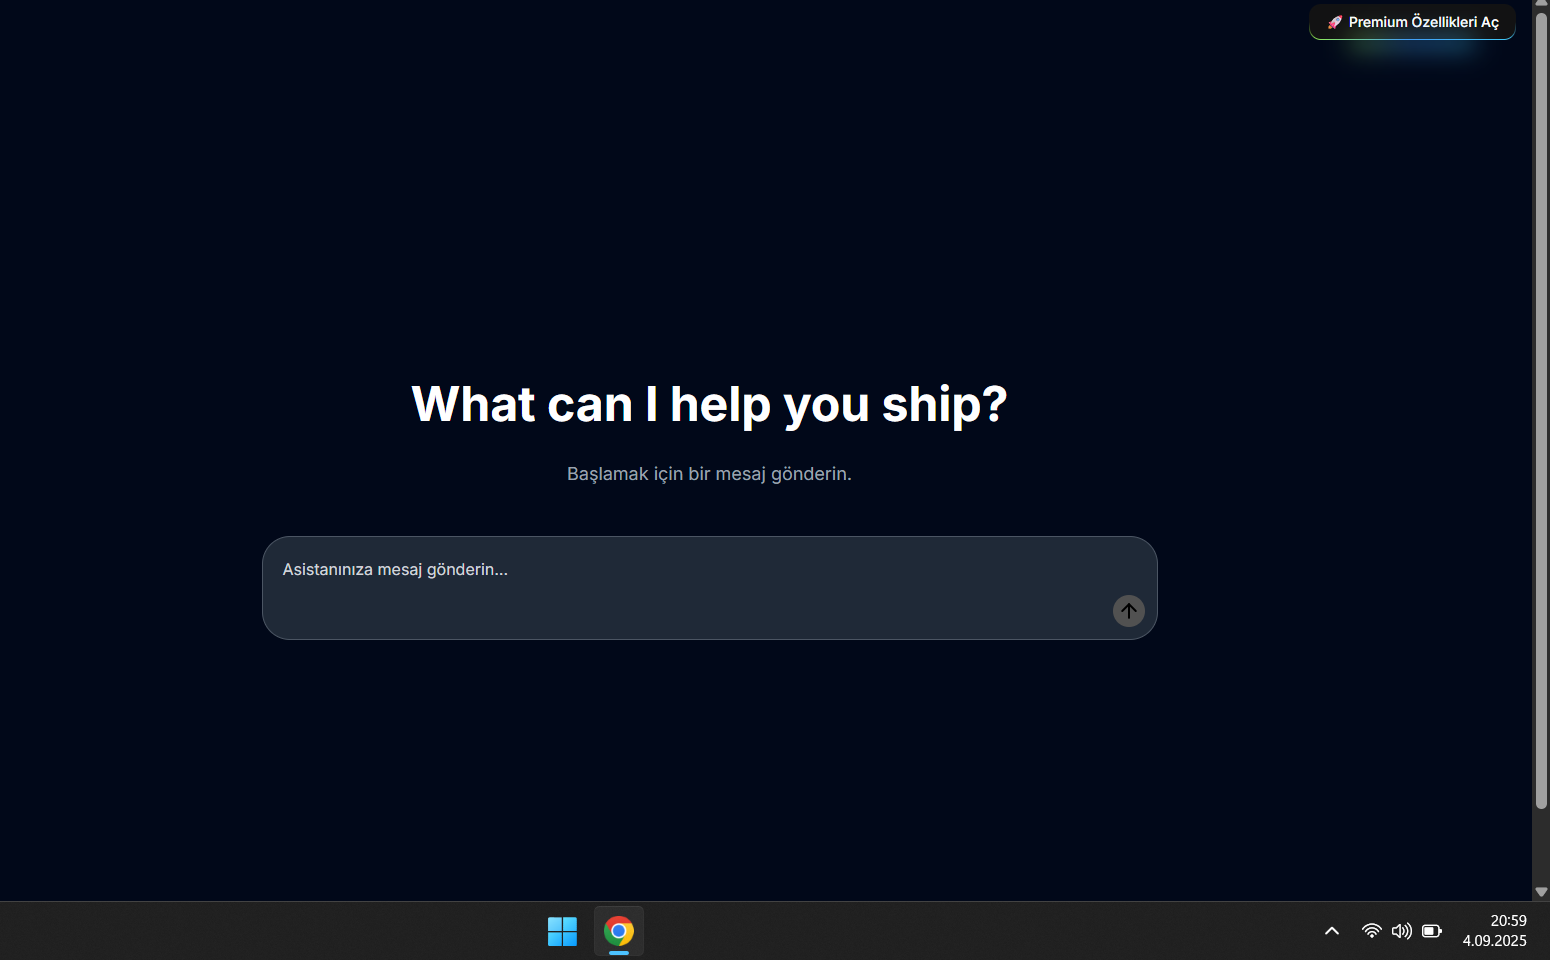 🚀 Premium Özellikleri Aç
What can I help you ship?
Başlamak için bir mesaj gönderin.
Asistanınıza mesaj gönderin...
20:59
4.09.2025